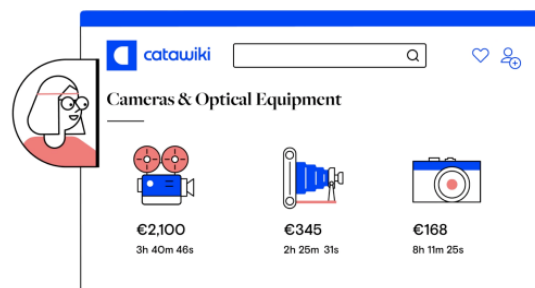 catawiki
Cameras & Optical Equipment
€2,100
3h 40m 46s
€345
2h 25m 31s
€168
8h 11m 25s